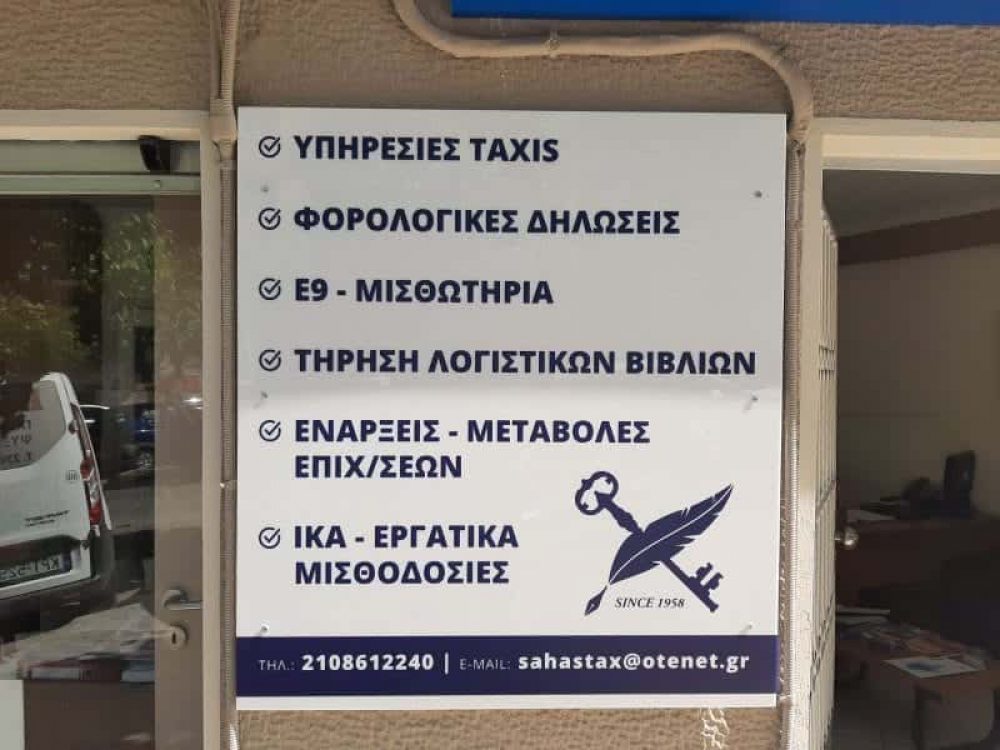 ΥΠΗΡΕΣΙΕΣ TAXIS
ΦΟΡΟΛΟΓΙΚΕΣ ΔΗΛΩΣΕΙΣ
Ε9 - ΜΙΣΘΩΤΗΡΙΑ
ΤΗΡΗΣΗ ΛΟΓΙΣΤΙΚΩΝ ΒΙΒΛΙΩΝ
ΕΝΑΡΞΕΙΣ - ΜΕΤΑΒΟΛΕΣ
ΕΠΙΧ/ΣΕΩΝ
ΙΚΑ - ΕΡΓΑΤΙΚΑ
ΜΙΣΘΟΔΟΣΙΕΣ
SINCE 1958
ΤΗΛ.: 2108612240 | E-MAIL: sahastax@otenet.gr